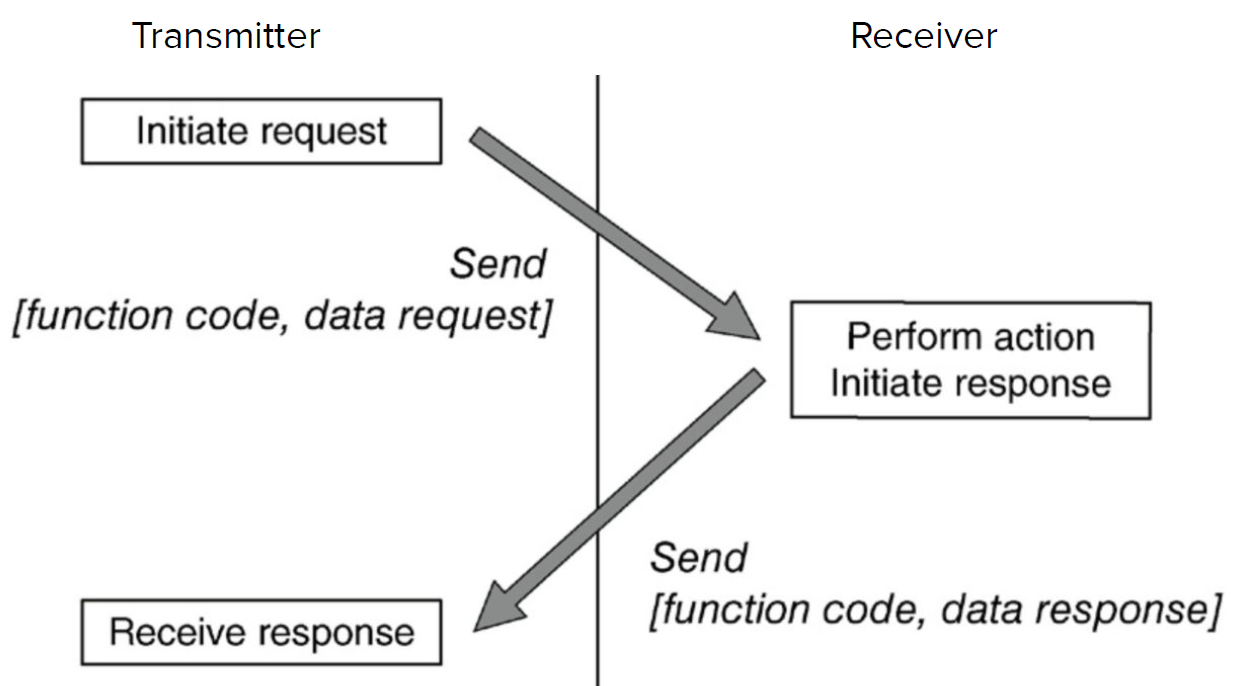 Transmitter
Receiver
Initiate request
Send
[function code, data request]
Perform action
Initiate response
Send
[function code, data response]
Receive response